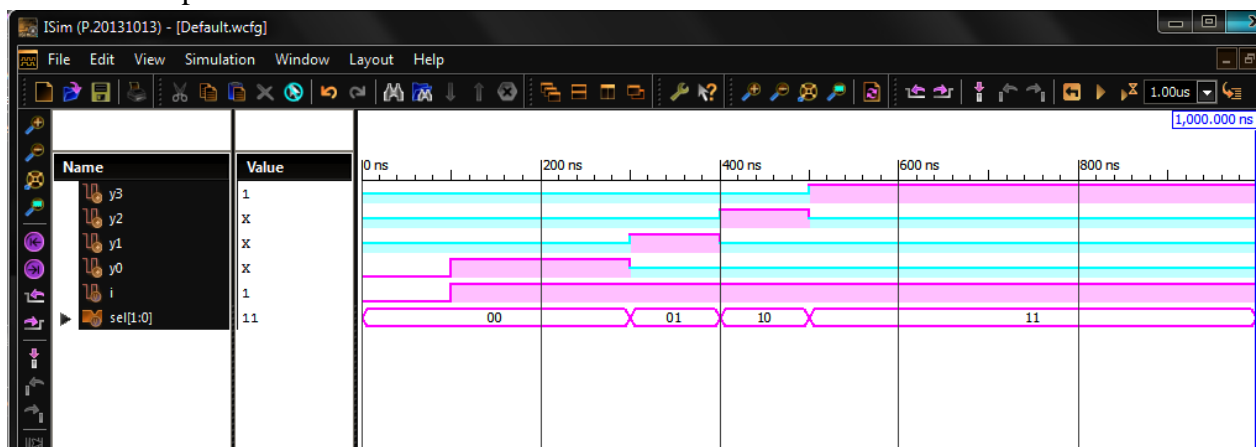 ISim (P.20131013) - [Default.wcfg]
File Edit View Simulation Window Layout Help
1.00us
1,000.000 ns
Name Value 0 ns 200 ns 400 ns 600 ns 800 ns
y3 1
y2 X
y1 X
y0 X
i 1
sel[1:0] 11 00 01 10 11